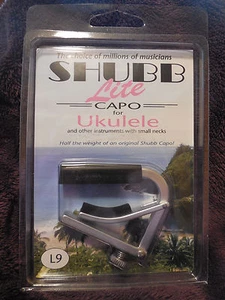 The choice of millions of musicians
SHUBB
Lite
CAPO
for
Ukulele
and other instruments with small necks
Half the weight of an original Shubb Capo!
L9